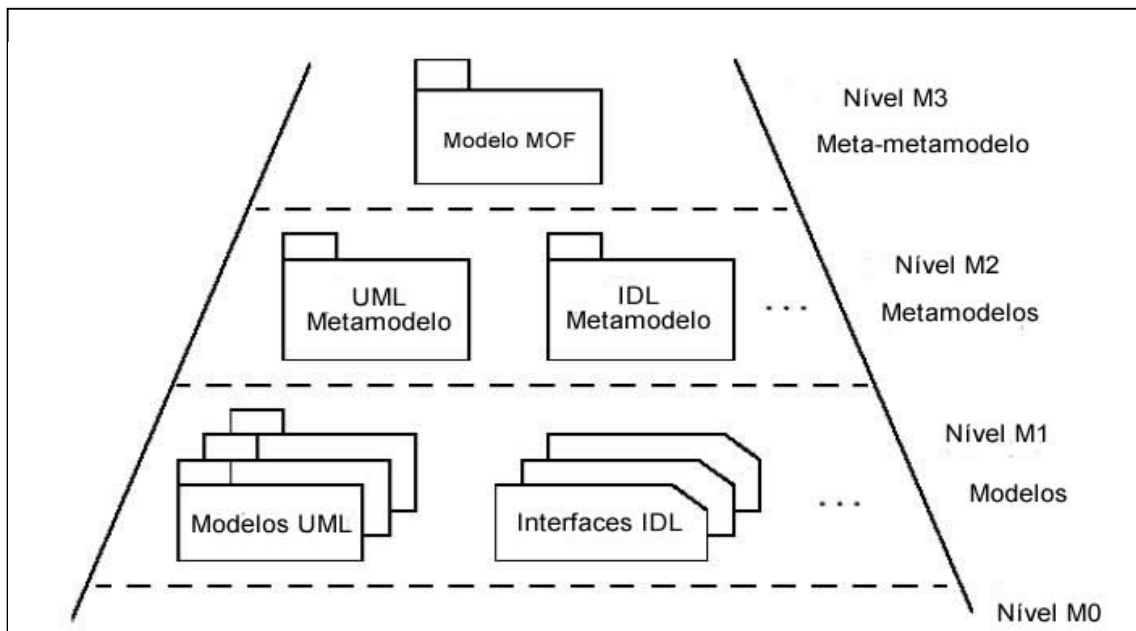 Nível M3
Meta-metamodelo
Modelo MOF
Nível M2
Metamodelos
UML
Metamodelo
IDL
Metamodelo
...
Nível M1
Modelos
Modelos UML
Interfaces IDL
...
Nível M0